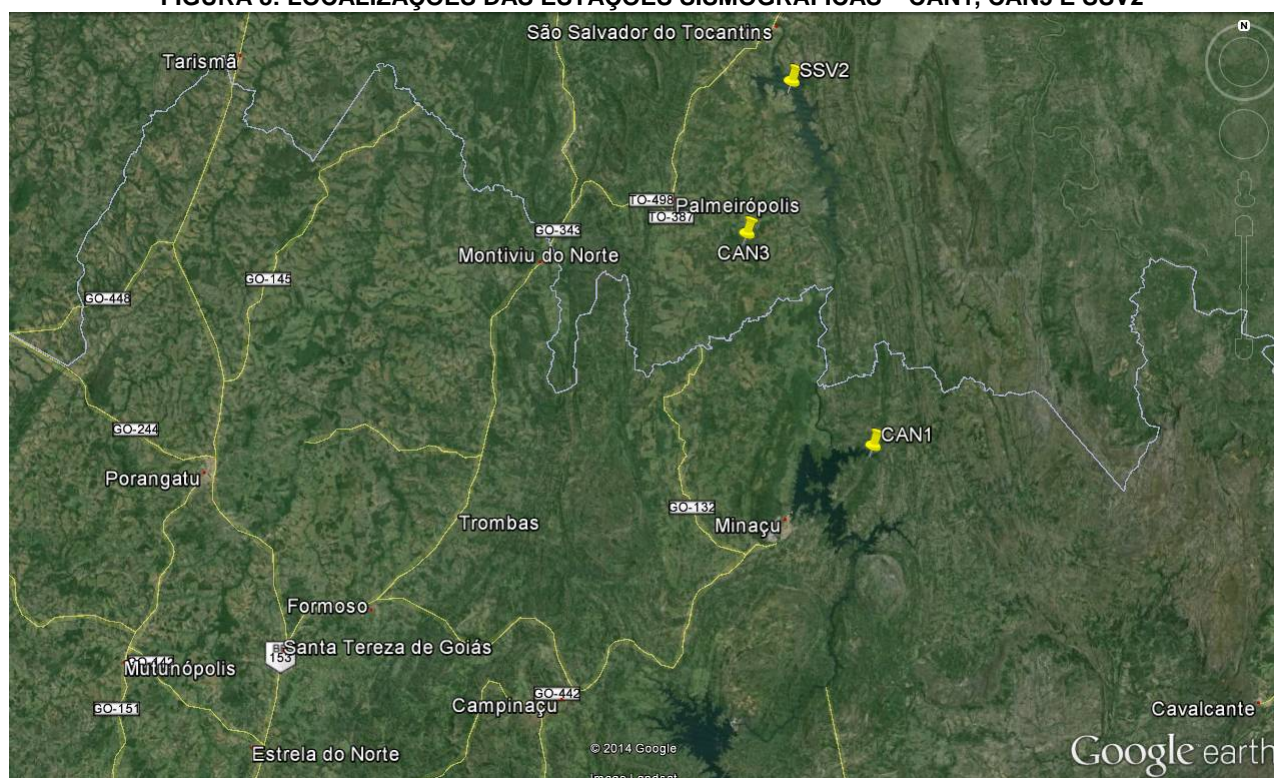 FIGURA 6: LOCALIZAÇÕES DAS ESTAÇÕES SISMOGRÁFICAS – CAN1, CAN3 E SSV2
N
São Salvador do Tocantins
Tarismã
SSV2
TO-498
Palmeirópolis
TO-387
GO-343
CAN3
Montiviu do Norte
GO-145
GO-448
GO-244
CAN1
Porangatu
GO-132
Trombas
Minaçu
Formoso
Santa Tereza de Goiás
153
Mutunópolis
GO-442
Campinaçu
GO-151
Cavalcante
Estrela do Norte
© 2014 Google
Google earth
Image Landsat